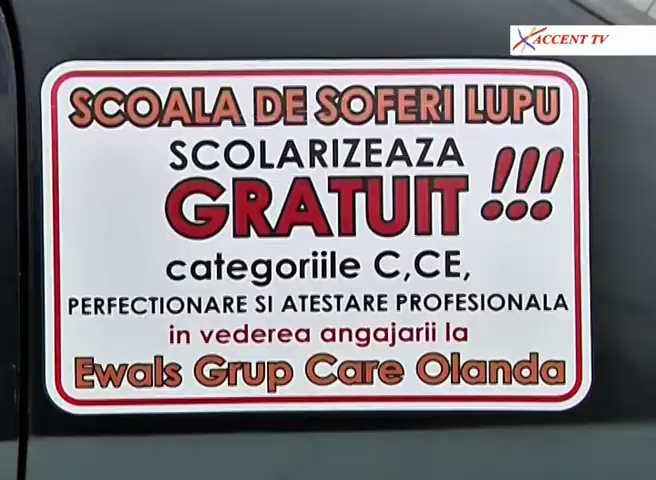 ACCENT TV
SCOALA DE SOFERI LUPU
SCOLARIZEAZA
GRATUIT !!!
categoriile C,CE,
PERFECTIONARE SI ATESTARE PROFESIONALA
in vederea angajarii la
Ewals Grup Care Olanda